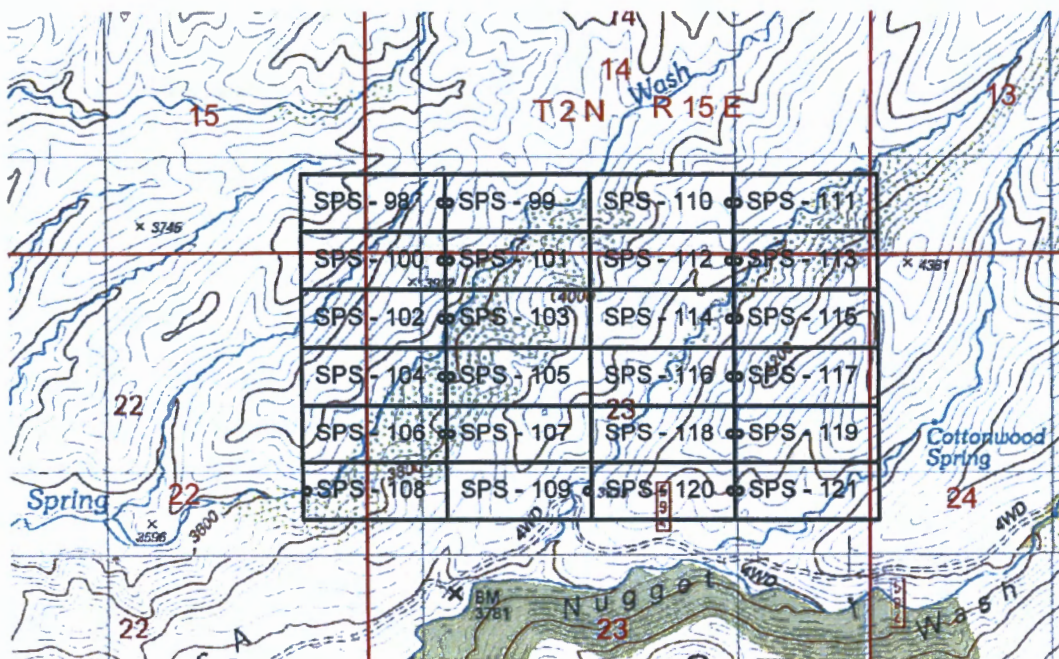 14
14
Wash
13
15
T 2 N R 15 E
SPS - 98 SPS - 99 SPS - 110 SPS - 111
3746
SPS - 100 SPS - 101 SPS - 112 SPS - 113
4361
4000
SPS - 102 SPS - 103 SPS - 114 SPS - 115
SPS - 104 SPS - 105 SPS - 116 SPS - 117
22
23
SPS - 106 SPS - 107 SPS - 118 SPS - 119
Cottonwood
Spring
SPS - 108 SPS - 109 SPS - 120 SPS - 121
Spring
22
24
3600
3596
4WD
4WD
4WD
BM
3781
Nugget Wash
22
23
A